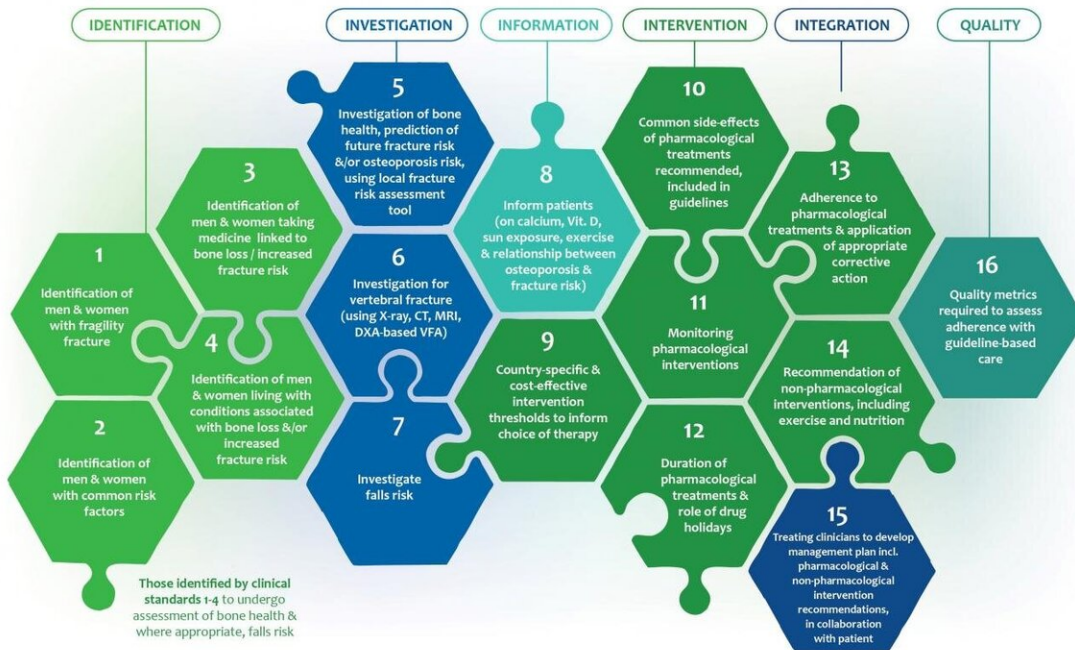 IDENTIFICATION
INVESTIGATION
INFORMATION
INTERVENTION
INTEGRATION
QUALITY
1
Identification of
men & women
with fragility
fracture
2
Identification of
men & women
with common risk
factors
3
Identification of
men & women taking
medicine linked to
bone loss / increased
fracture risk
4
Identification of men
& women living with
conditions associated
with bone loss &/or
increased
fracture risk
Those identified by clinical
standards 1-4 to undergo
assessment of bone health &
where appropriate, falls risk
5
Investigation of bone
health, prediction of
future fracture risk
&/or osteoporosis risk,
using local fracture
risk assessment
tool
6
Investigation for
vertebral fracture
(using X-ray, CT, MRI,
DXA-based VFA)
7
Investigate
falls risk
8
Inform patients
(on calcium, Vit. D,
sun exposure, exercise
& relationship between
osteoporosis &
fracture risk)
9
Country-specific &
cost-effective
intervention
thresholds to inform
choice of therapy
10
Common side-effects
of pharmacological
treatments
recommended,
included in
guidelines
11
Monitoring
pharmacological
interventions
12
Duration of
pharmacological
treatments &
role of drug
holidays
13
Adherence to
pharmacological
treatments & application
of appropriate
corrective
action
14
Recommendation of
non-pharmacological
interventions, including
exercise and nutrition
15
Treating clinicians to develop
management plan incl.
pharmacological &
non-pharmacological
intervention
recommendations,
in collaboration
with patient
16
Quality metrics
required to assess
adherence with
guideline-based
care